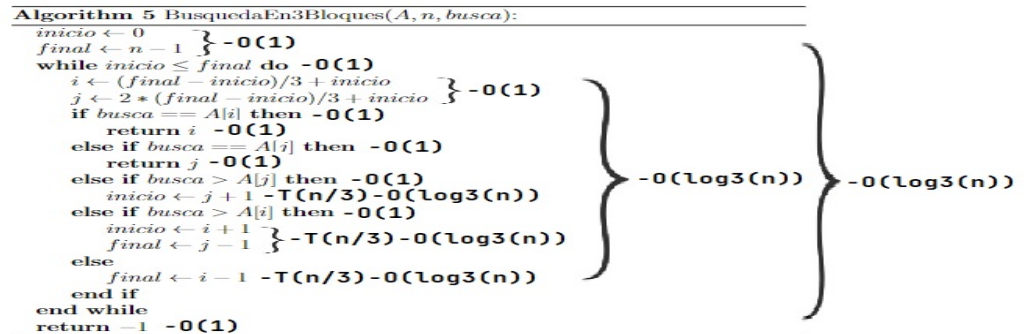 Algorithm 5 BusquedaEn3Bloques(A, n, busca):
inicio ← 0
final ← n − 1 -O(1)
while inicio ≤ final do -O(1)
i ← (final − inicio)/3 + inicio
j ← 2 ∗ (final − inicio)/3 + inicio -O(1)
if busca == A[i] then -O(1)
return i -O(1)
else if busca == A[j] then -O(1)
return j -O(1)
else if busca > A[j] then -O(1) -O(log3(n)) -O(log3(n))
inicio ← j + 1 -T(n/3)-O(log3(n))
else if busca > A[i] then -O(1)
inicio ← i + 1
final ← j − 1 -T(n/3)-O(log3(n))
else
final ← i − 1 -T(n/3)-O(log3(n))
end if
end while
return −1 -O(1)